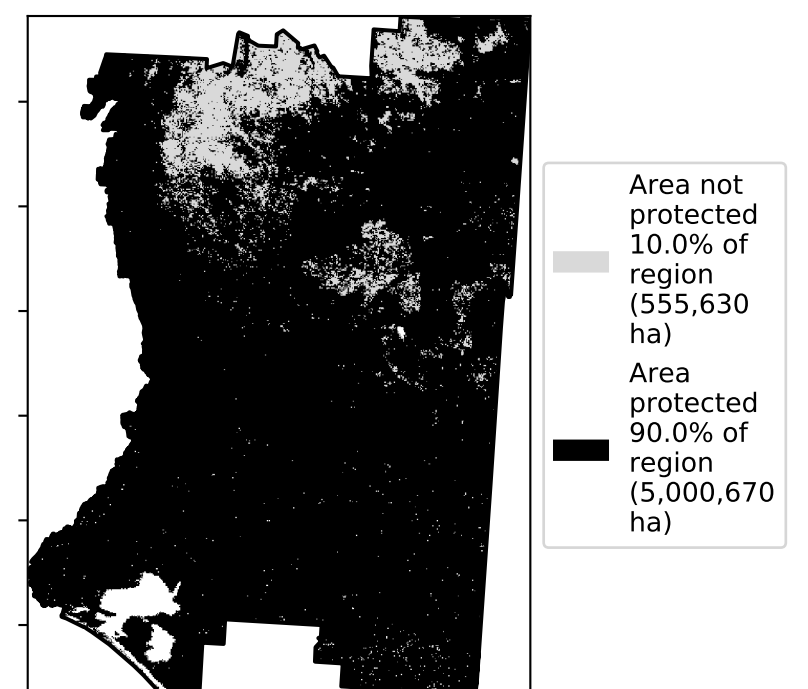 Area not
protected
10.0% of
region
(555,630
ha)
Area
protected
90.0% of
region
(5,000,670
ha)